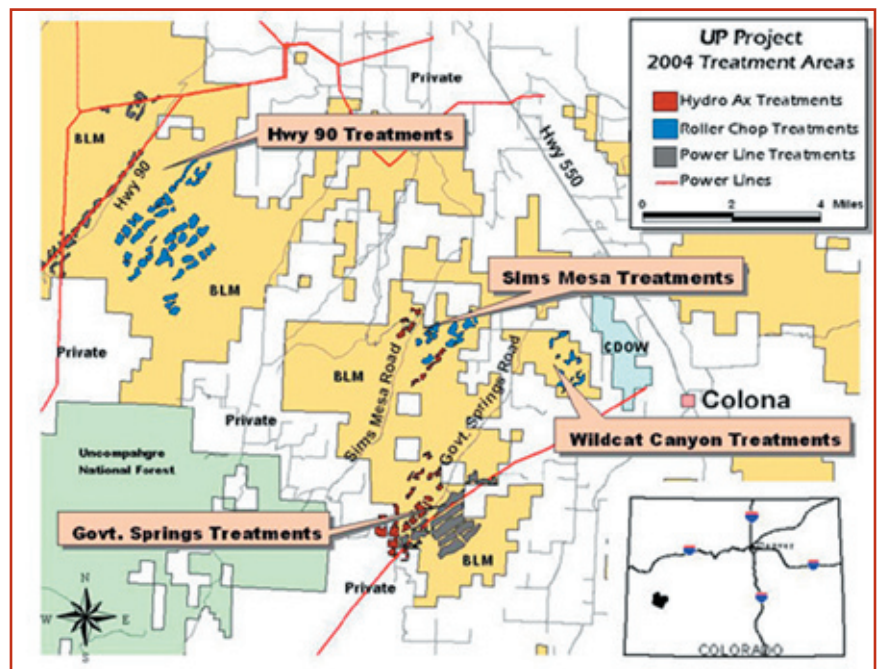 UP Project
2004 Treatment Areas
Hydro Ax Treatments
Roller Chop Treatments
Power Line Treatments
Power Lines
0 2 4 Miles
Private
BLM
Hwy 90 Treatments
Hwy 90
Hwy 550
BLM
Sims Mesa Treatments
CDOW
Private
BLM
Sims Mesa Road
Govt. Springs Road
Colona
Private
Wildcat Canyon Treatments
Uncompahgre
National Forest
Govt. Springs Treatments
BLM
Private
N
W E
S
Denver
COLORADO